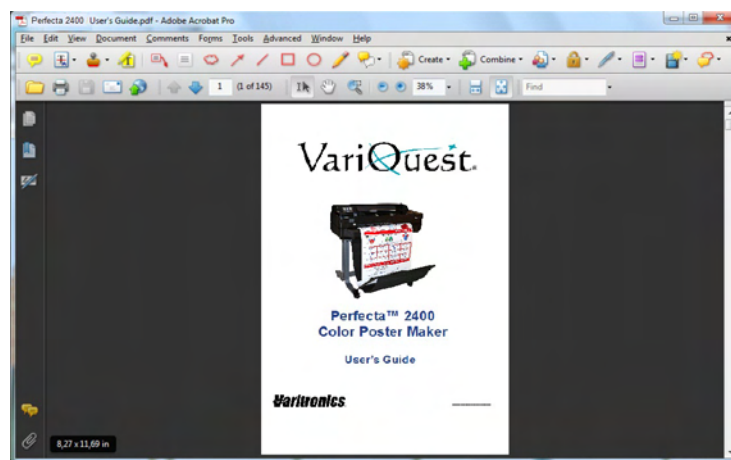 Perfecta 2400 User's Guide.pdf - Adobe Acrobat Pro
File Edit View Document Comments Forms Tools Advanced Window Help
Create Combine
1 (1 of 145) 38% Find
VariQuest
Perfecta™ 2400
Color Poster Maker
User's Guide
Varitronics
8,27 x 11,69 in